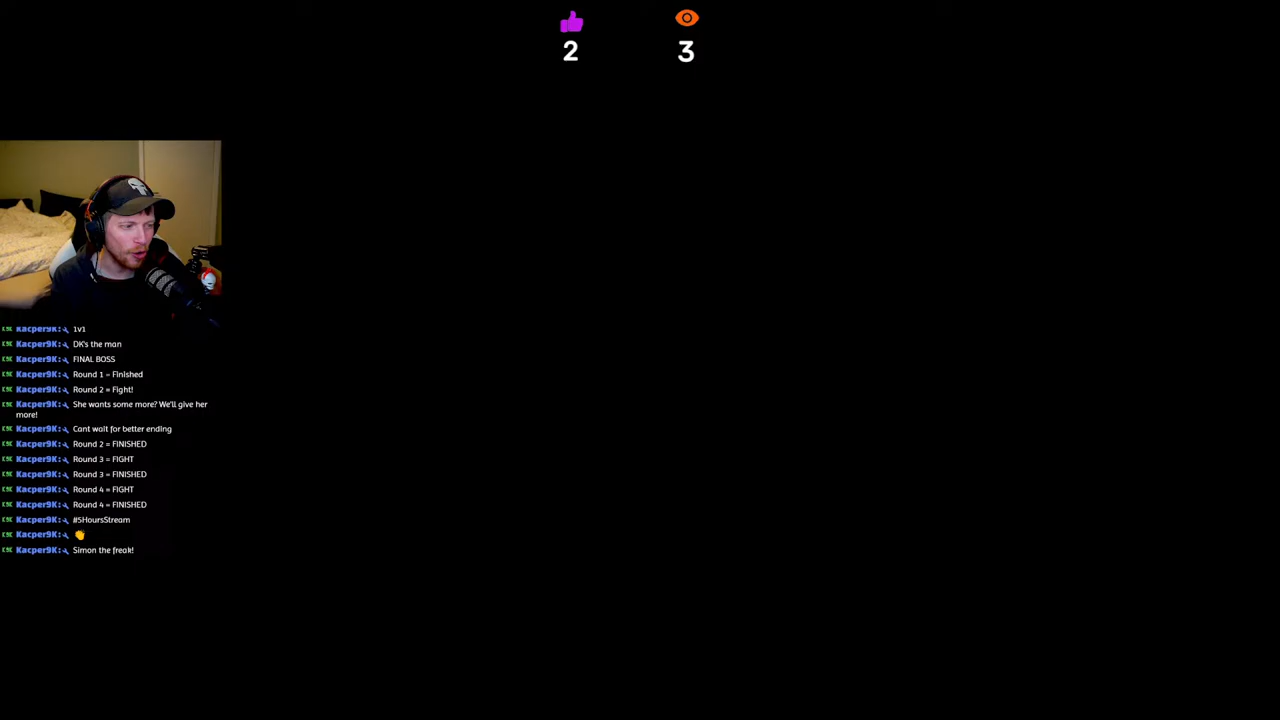 2
3
Kacper9K: 1v1
Kacper9K: DK's the man
Kacper9K: FINAL BOSS
Kacper9K: Round 1 = Finished
Kacper9K: Round 2 = Fight!
Kacper9K: She wants some more? We'll give her
more!
Kacper9K: Cant wait for better ending
Kacper9K: Round 2 = FINISHED
Kacper9K: Round 3 = FIGHT
Kacper9K: Round 3 = FINISHED
Kacper9K: Round 4 = FIGHT
Kacper9K: Round 4 = FINISHED
Kacper9K: #5HoursStream
Kacper9K: 👏
Kacper9K: Simon the freak!